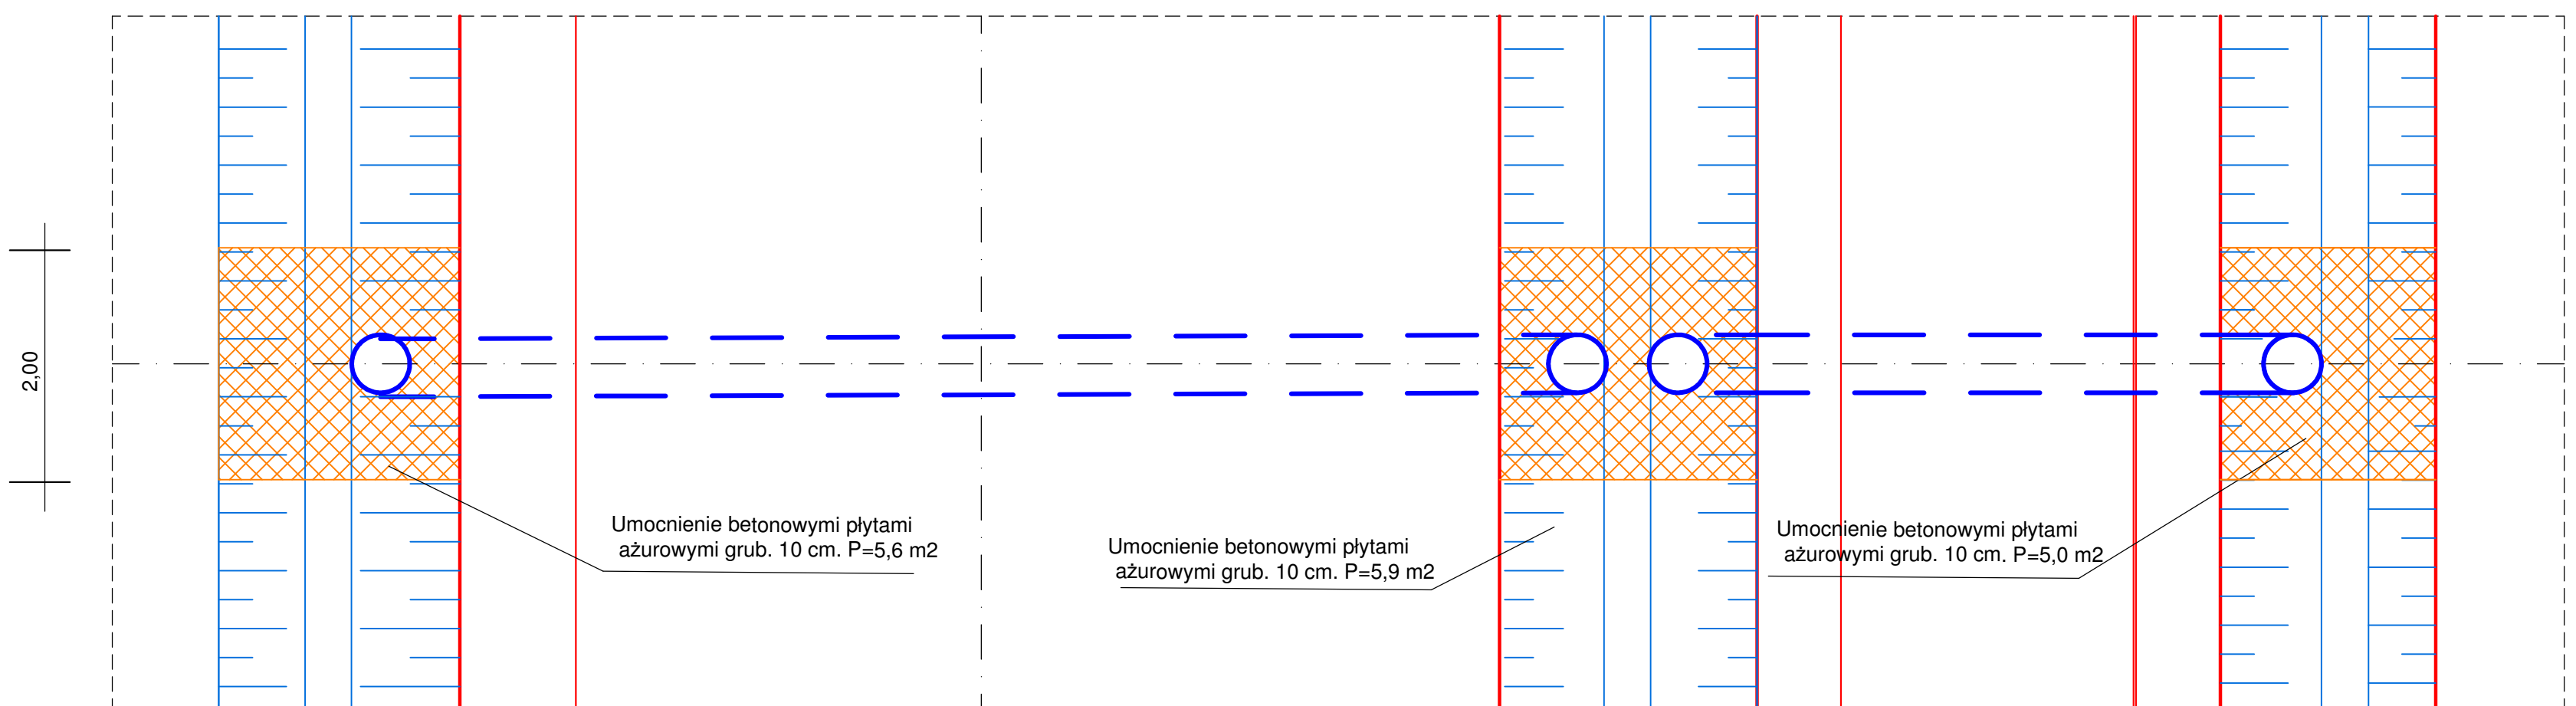 2,00
Umocnienie betonowymi płytami
ażurowymi grub. 10 cm. P=5,6 m2
Umocnienie betonowymi płytami
ażurowymi grub. 10 cm. P=5,9 m2
Umocnienie betonowymi płytami
ażurowymi grub. 10 cm. P=5,0 m2